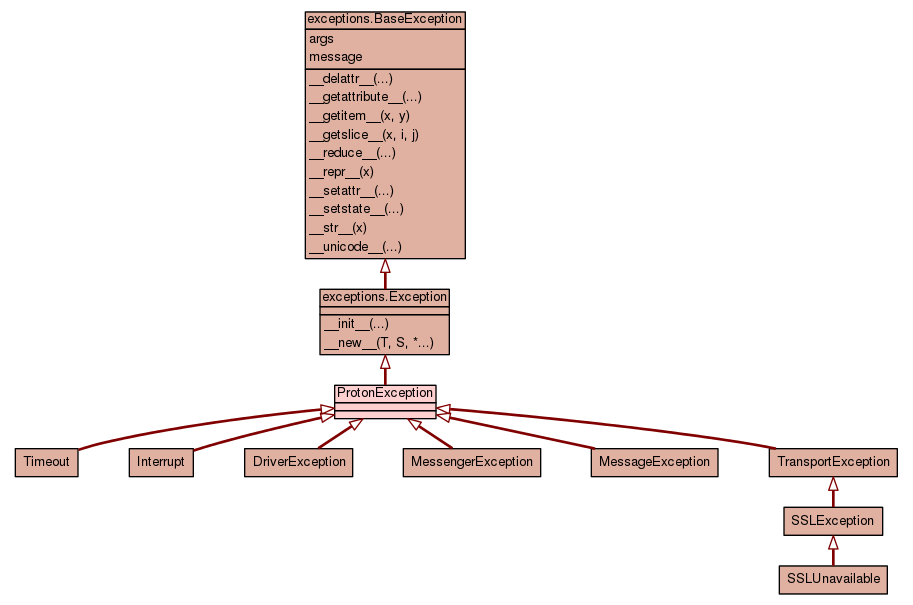 exceptions.BaseException
args
message
__delattr__(...)
__getattribute__(...)
__getitem__(x, y)
__getslice__(x, i, j)
__reduce__(...)
__repr__(x)
__setattr__(...)
__setstate__(...)
__str__(x)
__unicode__(...)
exceptions.Exception
__init__(...)
__new__(T, S, *...)
ProtonException
Timeout
Interrupt
DriverException
MessengerException
MessageException
TransportException
SSLException
SSLUnavailable